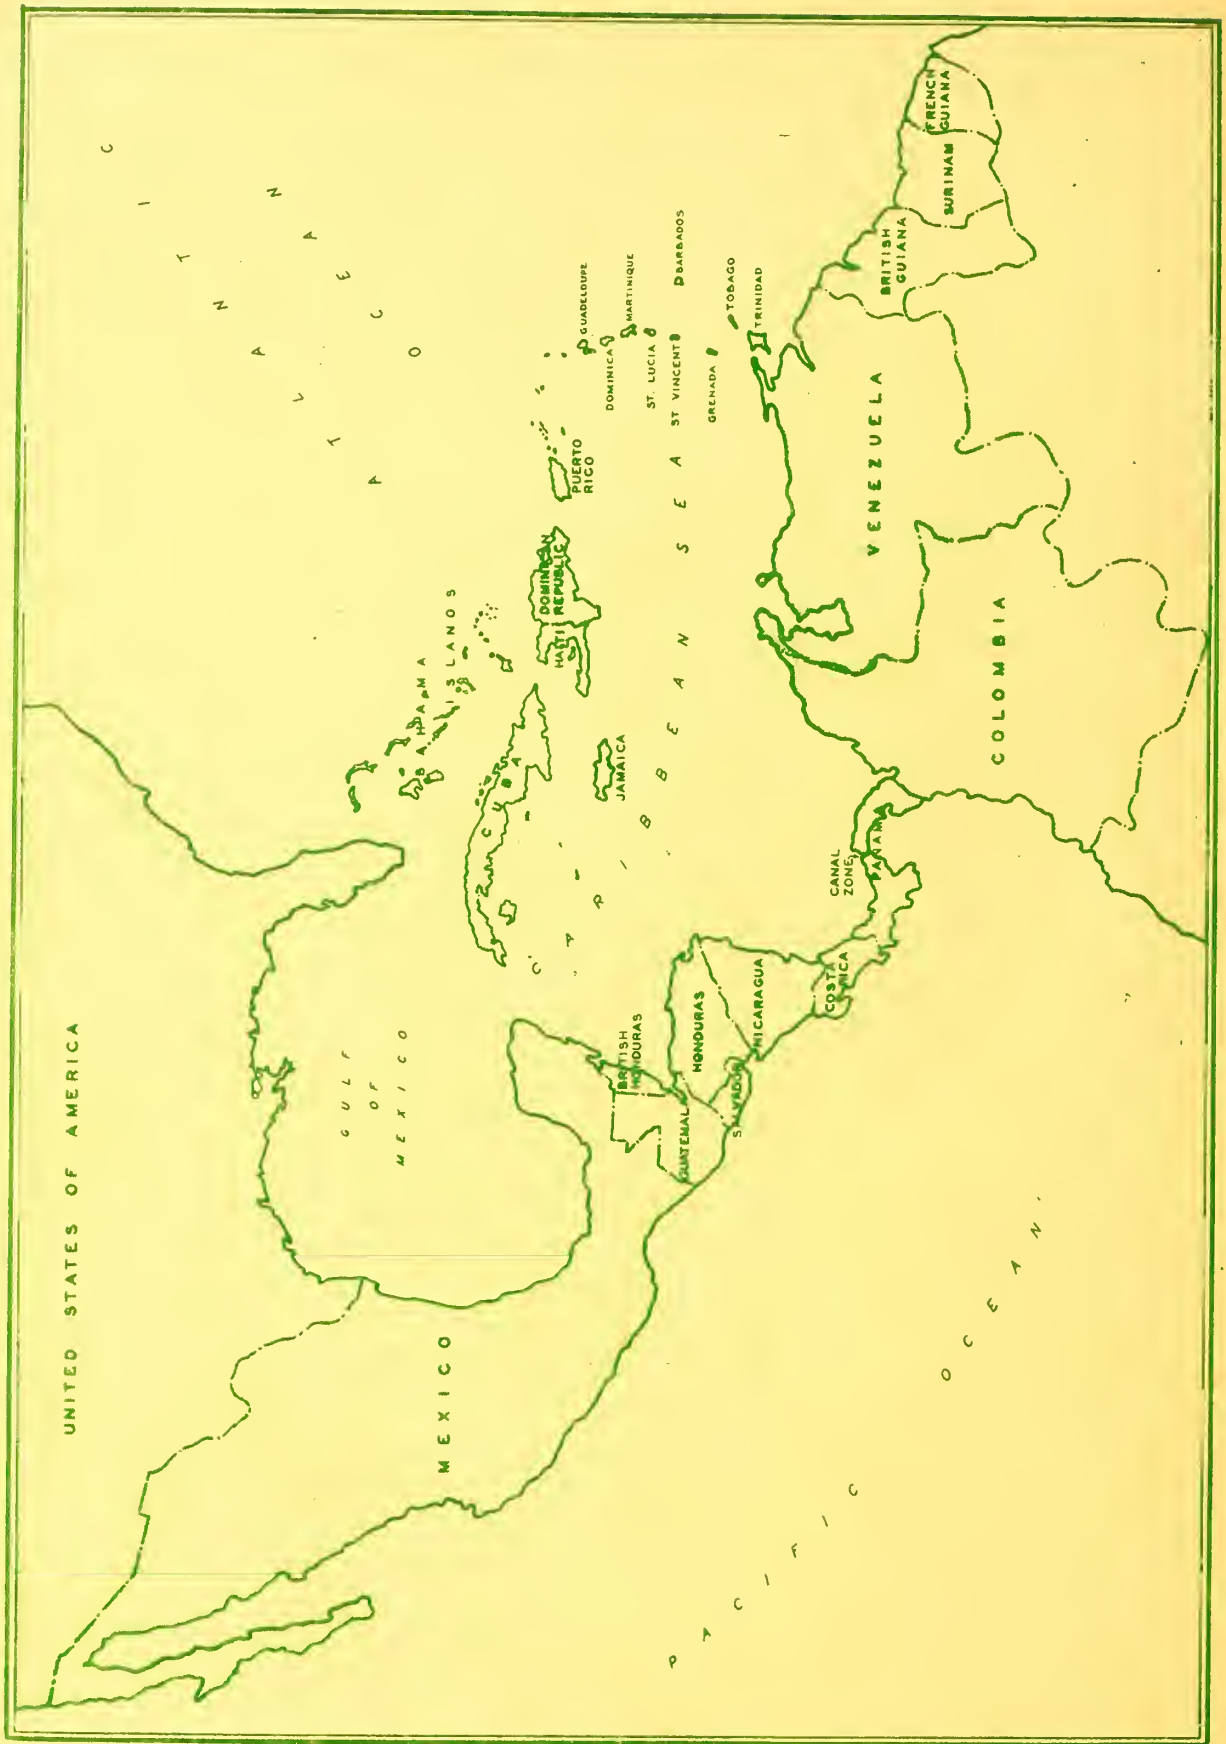 UNITED STATES OF AMERICA
ATLANTIC
OCEAN
GULF
OF
MEXICO
MEXICO
BAHAMA
ISLANDS
CUBA
HAITI
DOMINICAN
REPUBLIC
PUERTO
RICO
JAMAICA
GUADELOUPE
DOMINICA
MARTINIQUE
ST. LUCIA
ST VINCENT
BARBADOS
GRENADA
TOBAGO
TRINIDAD
CARIBBEAN SEA
BRITISH
HONDURAS
GUATEMALA
HONDURAS
SALVADOR
NICARAGUA
COSTA
RICA
CANAL
ZONE
PANAMA
COLOMBIA
VENEZUELA
BRITISH
GUIANA
SURINAM
FRENCH
GUIANA
PACIFIC OCEAN